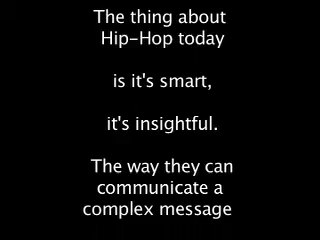 The thing about
Hip-Hop today
is it's smart,
it's insightful.
The way they can
communicate a
complex message